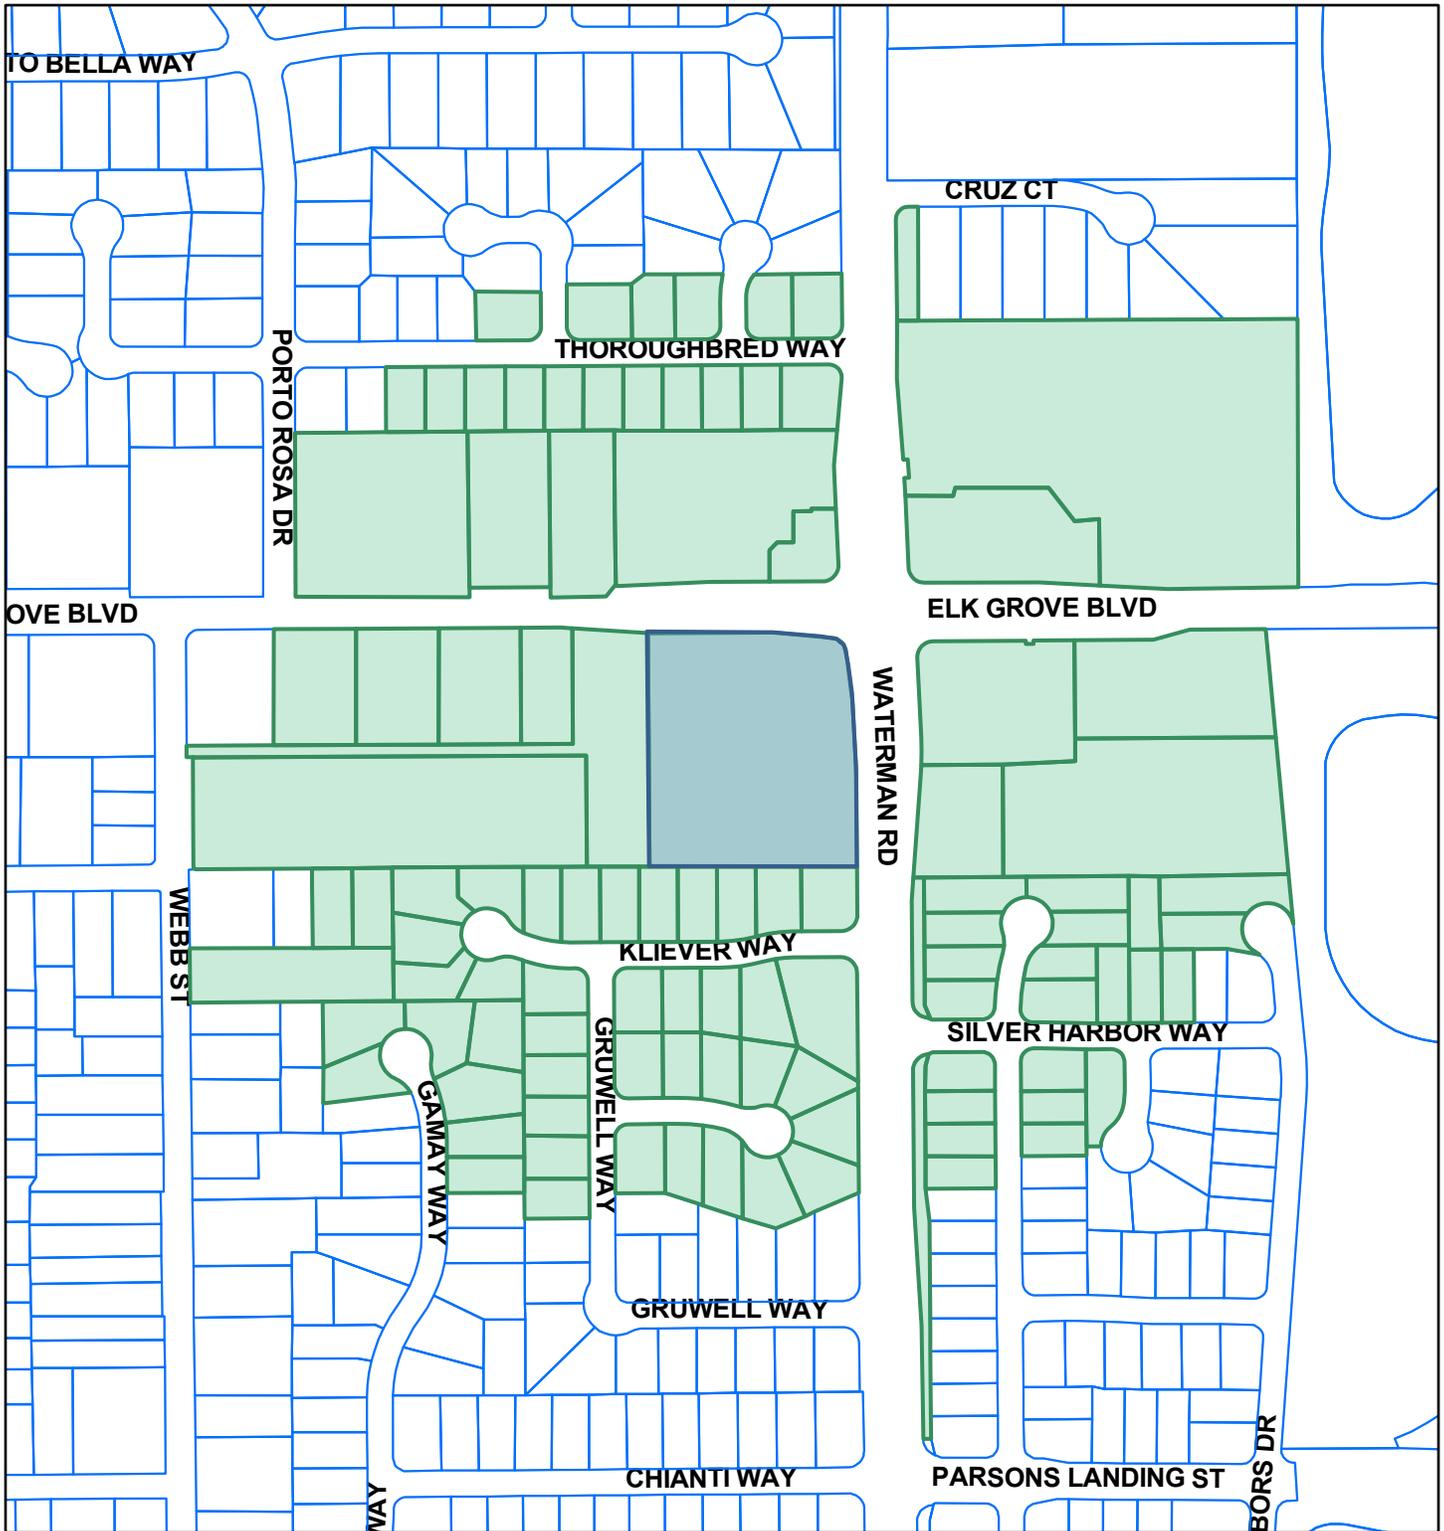 TO BELLA WAY
CRUZ CT
THOROUGHBRED WAY
PORTO ROSA DR
OVE BLVD
ELK GROVE BLVD
WATERMAN RD
WEBB ST
KLIEVER WAY
SILVER HARBOR WAY
GRUWELL WAY
GAMAY WAY
GRUWELL WAY
CHIANTI WAY
PARSONS LANDING ST
BORS DR
WAY